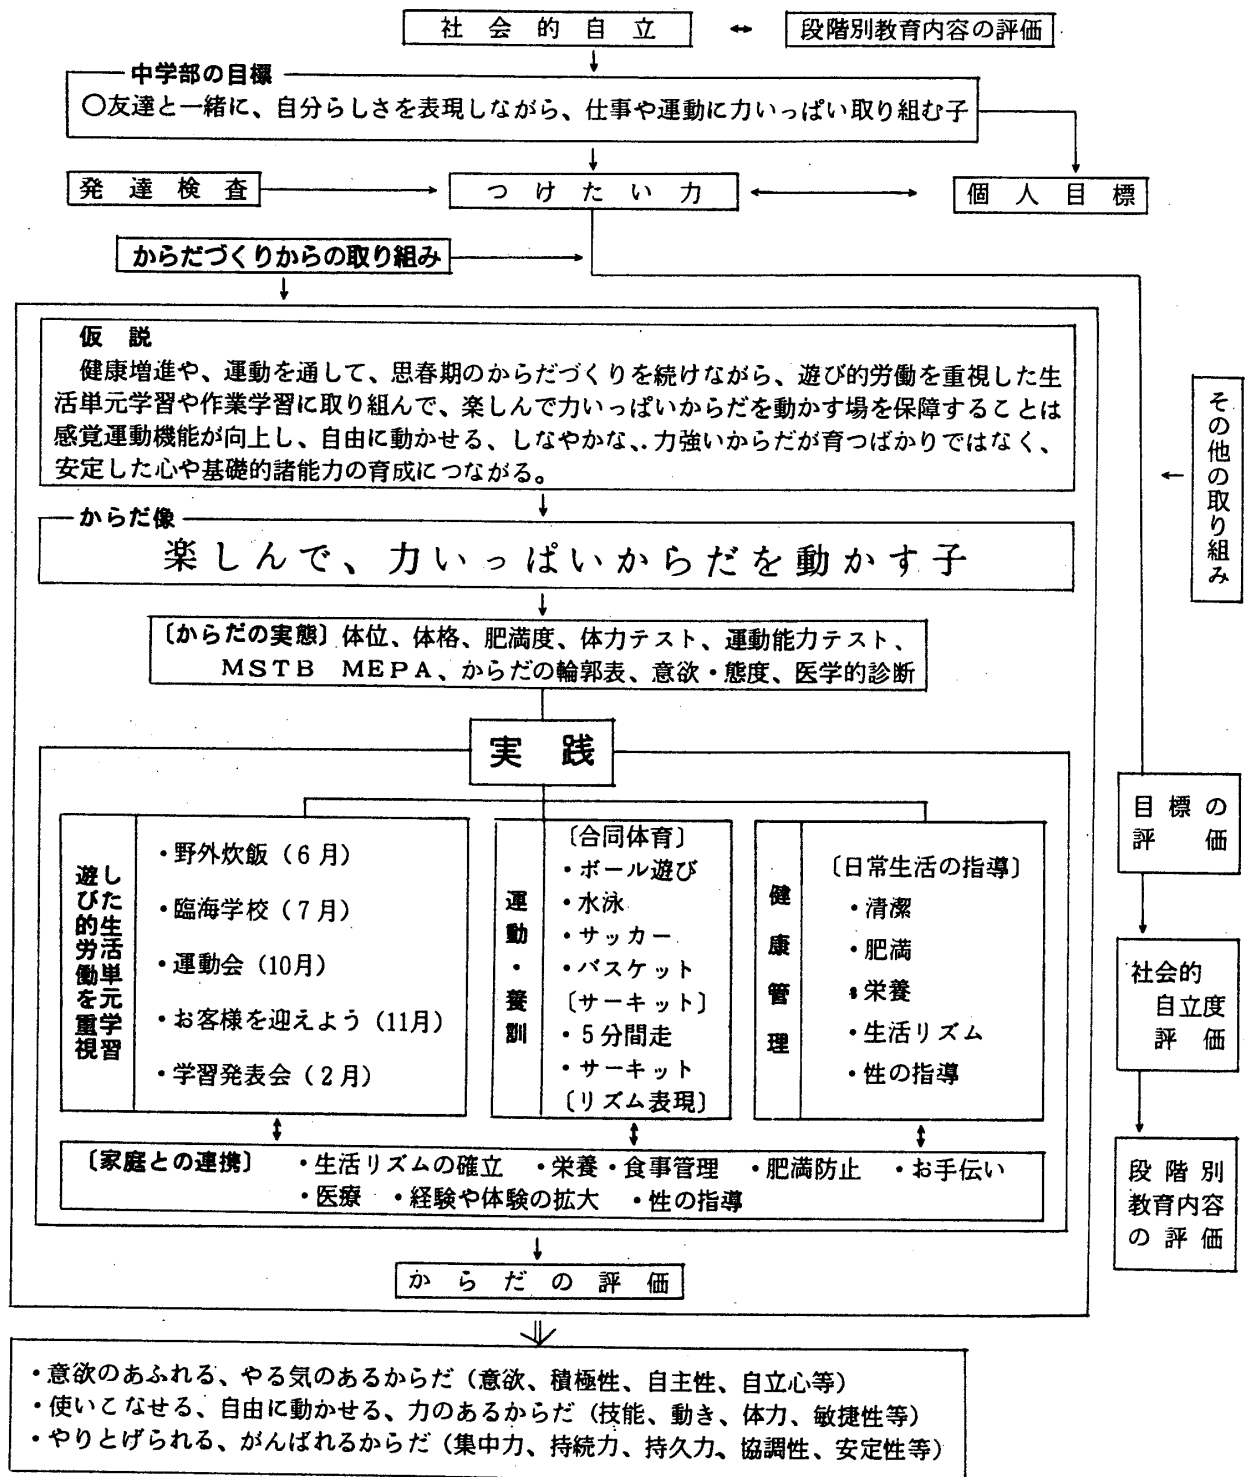 社会的自立
段階別教育内容の評価
中学部の目標
○友達と一緒に、自分らしさを表現しながら、仕事や運動に力いっぱい取り組む子
発達検査
つけたい力
個人目標
からだづくりからの取り組み
仮説
健康増進や、運動を通して、思春期のからだづくりを続けながら、遊び的労働を重視した生
活単元学習や作業学習に取り組んで、楽しんで力いっぱいからだを動かす場を保障することは
感覚運動機能が向上し、自由に動かせる、しなやかな、力強いからだが育つばかりではなく、
安定した心や基礎的諸能力の育成につながる。
その他の取り組み
からだ像
楽しんで、力いっぱいからだを動かす子
〔からだの実態〕体位、体格、肥満度、体力テスト、運動能力テスト、
MSTB MEPA、からだの輪郭表、意欲・態度、医学的診断
実践
遊び的労働を重視
した生活単元学習
・野外炊飯(6月)
・臨海学校(7月)
・運動会(10月)
・お客様を迎えよう(11月)
・学習発表会(2月)
運動・養訓
〔合同体育〕
・ボール遊び
・水泳
・サッカー
・バスケット
〔サーキット〕
・5分間走
・サーキット
〔リズム表現〕
健康管理
〔日常生活の指導〕
・清潔
・肥満
・栄養
・生活リズム
・性の指導
〔家庭との連携〕 ・生活リズムの確立 ・栄養・食事管理 ・肥満防止 ・お手伝い
・医療 ・経験や体験の拡大 ・性の指導
からだの評価
目標の
評価
社会的
自立度
評価
段階別
教育内容
の評価
・意欲のあふれる、やる気のあるからだ(意欲、積極性、自主性、自立心等)
・使いこなせる、自由に動かせる、力のあるからだ(技能、動き、体力、敏捷性等)
・やりとげられる、がんばれるからだ(集中力、持続力、持久力、協調性、安定性等)